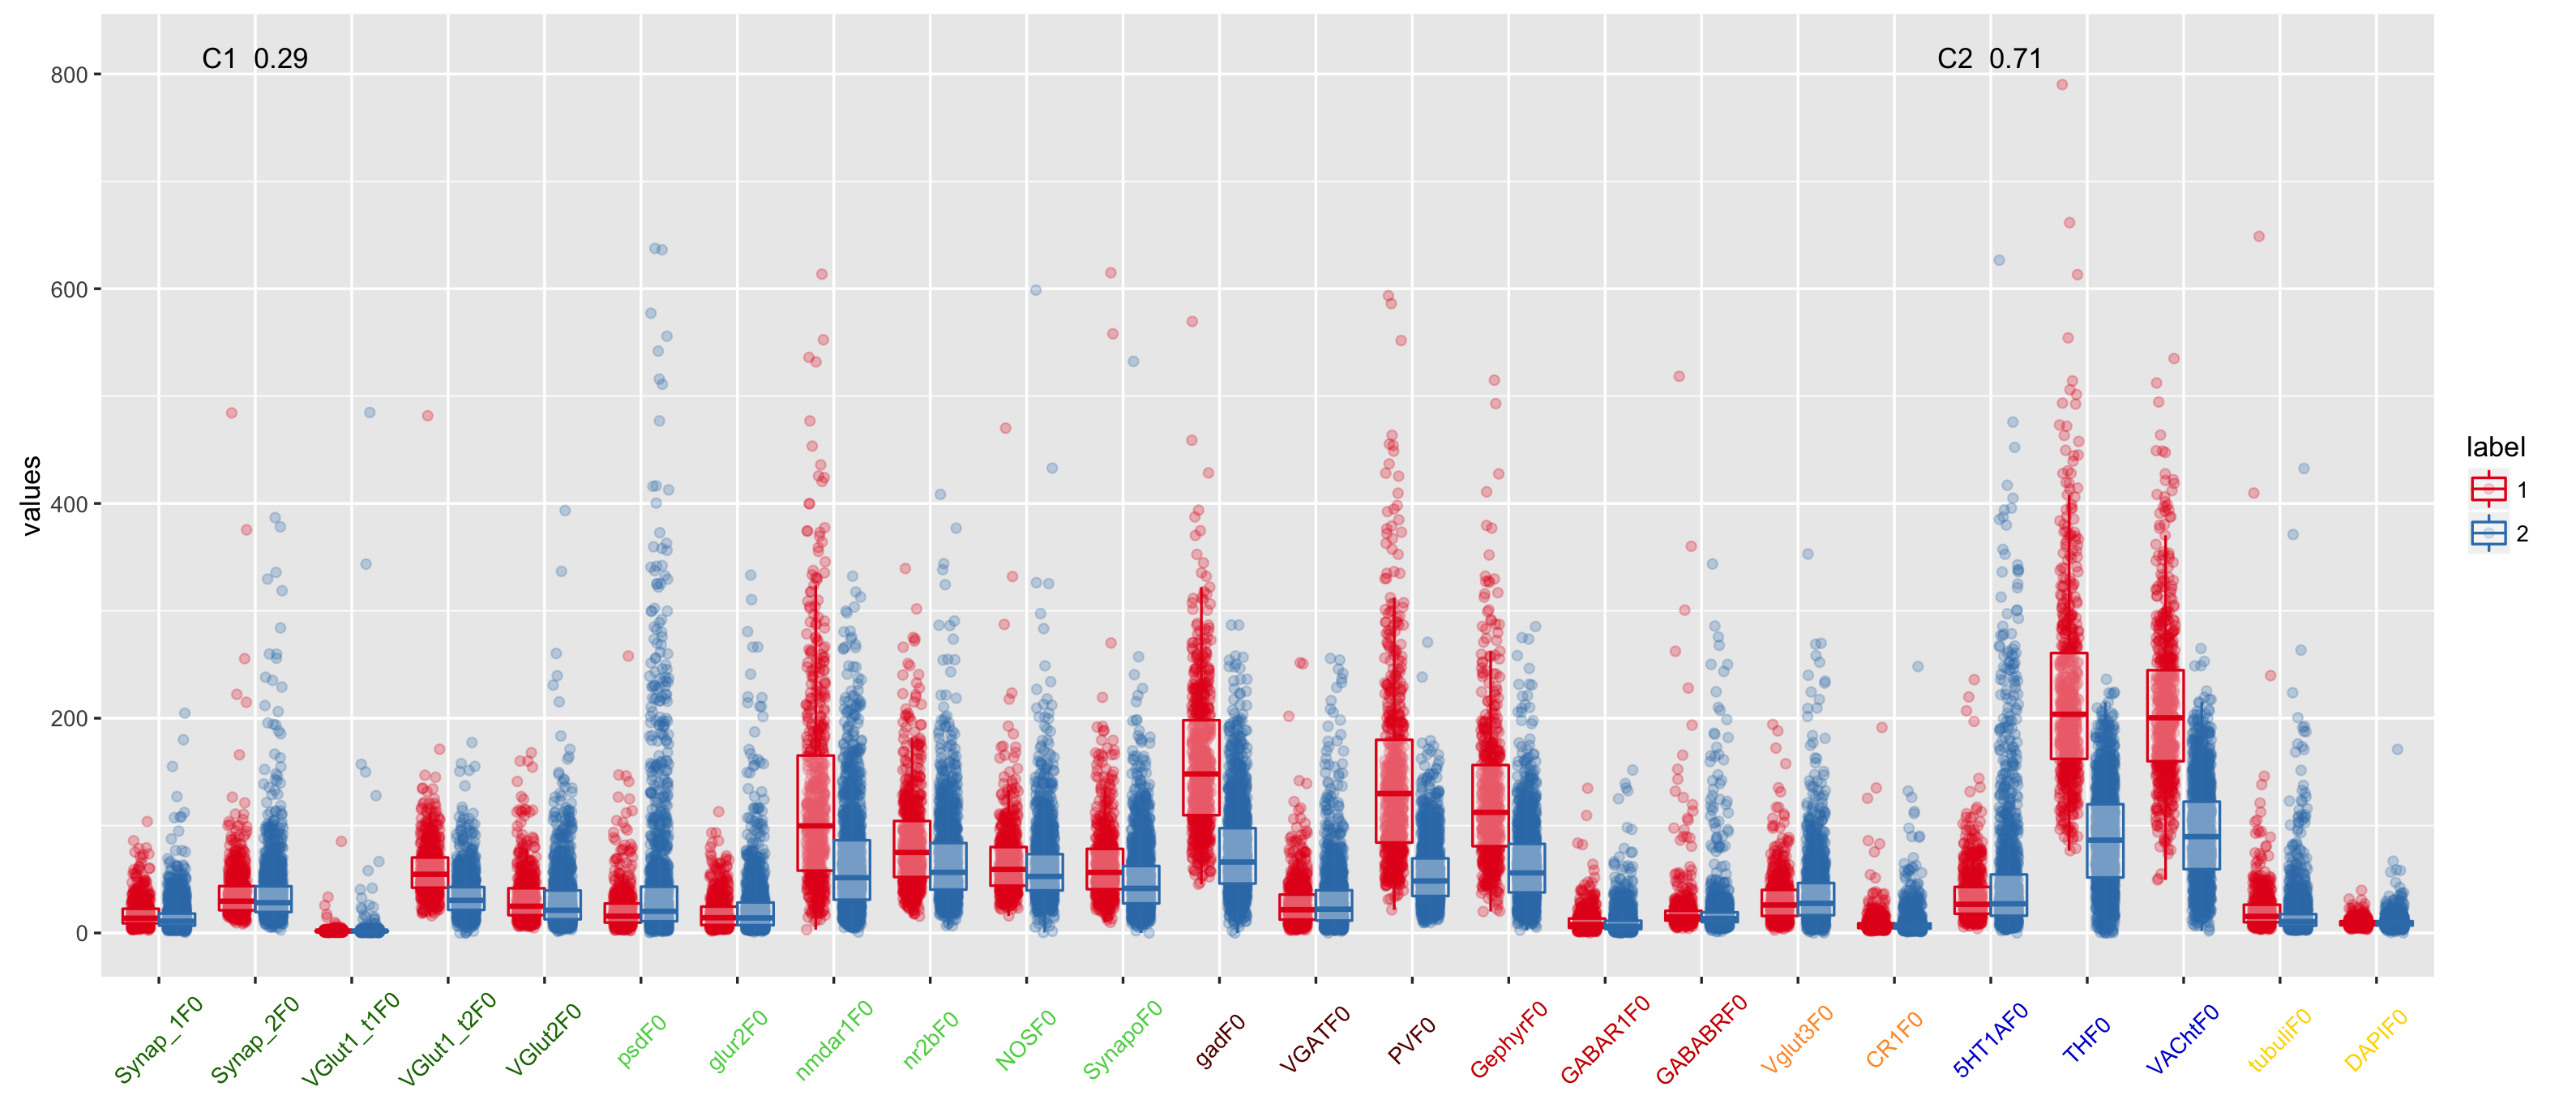 C1 0.29
C2 0.71
800
600
400
200
0
values
label
1
2
Synap_1F0
Synap_2F0
VGlut1_t1F0
VGlut1_t2F0
VGlut2F0
psdF0
glur2F0
nmdar1F0
nr2bF0
NOSF0
SynapoF0
gadF0
VGATF0
PVF0
GephyrF0
GABAR1F0
GABABRF0
Vglut3F0
CR1F0
5HT1AF0
THF0
VAChtF0
tubuliF0
DAPIF0